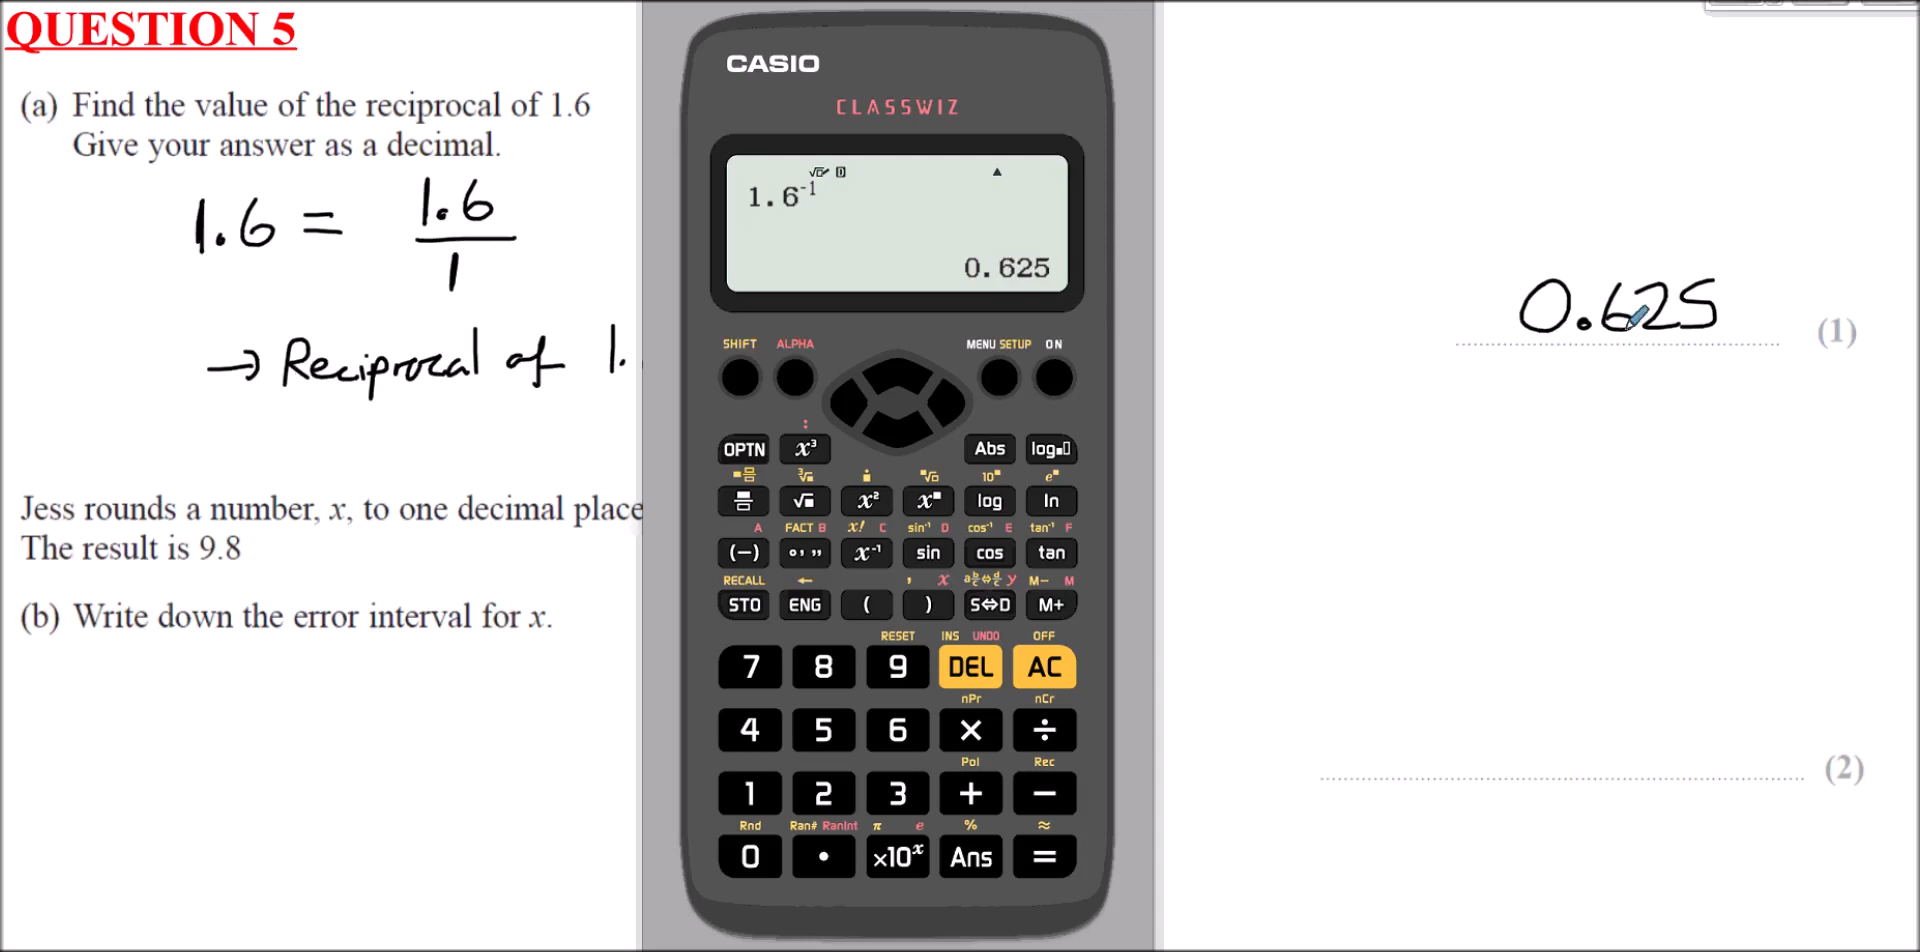 QUESTION 5
(a) Find the value of the reciprocal of 1.6
Give your answer as a decimal.
1.6 = 1.6
1
→ Reciprocal of 1.
Jess rounds a number, x, to one decimal place
The result is 9.8
(b) Write down the error interval for x.
CASIO
CLASSWIZ
√▱ D ▲
1.6⁻¹
0.625
SHIFT ALPHA MENU SETUP ON
:
OPTN x³ Abs log▪▯
³√▪ ▪√▫ 10▪ e▪
√▪ x² x▪ log ln
A FACT B x! C sin⁻¹ D cos⁻¹ E tan⁻¹ F
(−) ° ’ ” x⁻¹ sin cos tan
RECALL ← , x a b/c⇔d/c y M− M
STO ENG ( ) S⇔D M+
RESET INS UNDO OFF
7 8 9 DEL AC
nPr nCr
4 5 6 × ÷
Pol Rec
1 2 3 + −
Rnd Ran# RanInt π e % ≈
0 • ×10ˣ Ans =
0.625
(1)
(2)